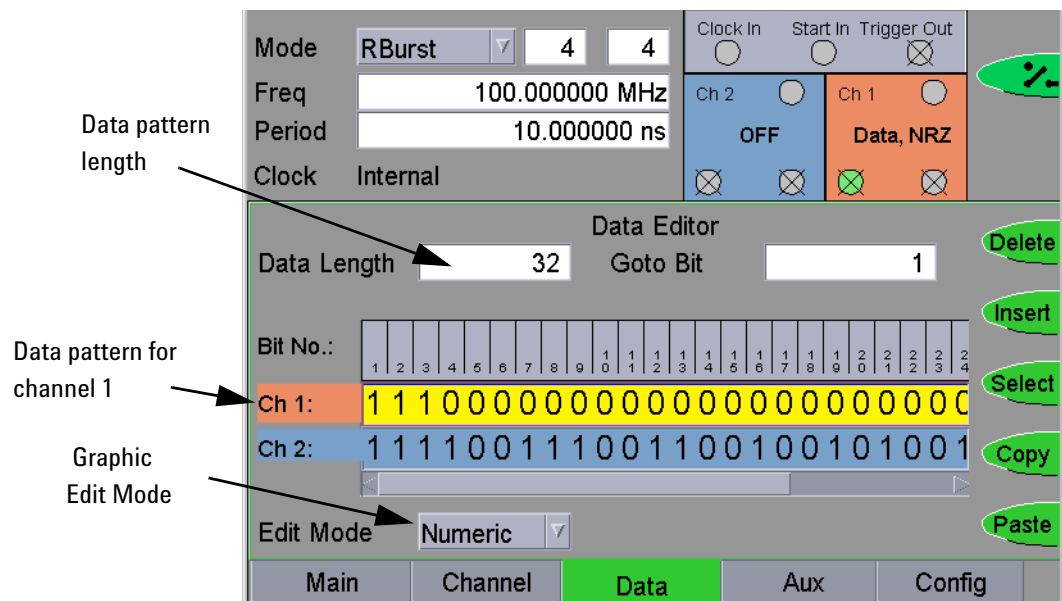 Mode RBurst 4 4
Freq 100.000000 MHz
Period 10.000000 ns
Clock Internal
Clock In Start In Trigger Out
Ch 2 Ch 1
OFF Data, NRZ
Data pattern
length
Data Editor
Data Length 32 Goto Bit 1
Delete
Insert
Select
Copy
Paste
Data pattern for
channel 1
Bit No.: 1 2 3 4 5 6 7 8 9 10 11 12 13 14 15 16 17 18 19 20 21 22 23 24
Ch 1: 1 1 1 0 0 0 0 0 0 0 0 0 0 0 0 0 0 0 0 0 0 0 0 0
Ch 2: 1 1 1 1 0 0 1 1 1 0 0 1 1 0 0 1 0 0 1 0 1 0 0 1
Graphic
Edit Mode
Edit Mode Numeric
Main Channel Data Aux Config